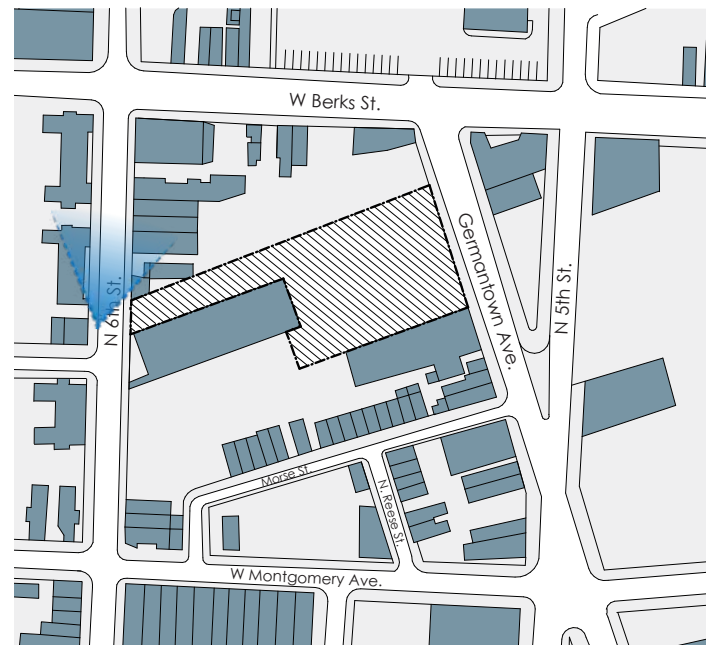 W Berks St.
Germantown Ave.
N 6th St.
N 5th St.
Morse St.
N. Reese St.
W Montgomery Ave.